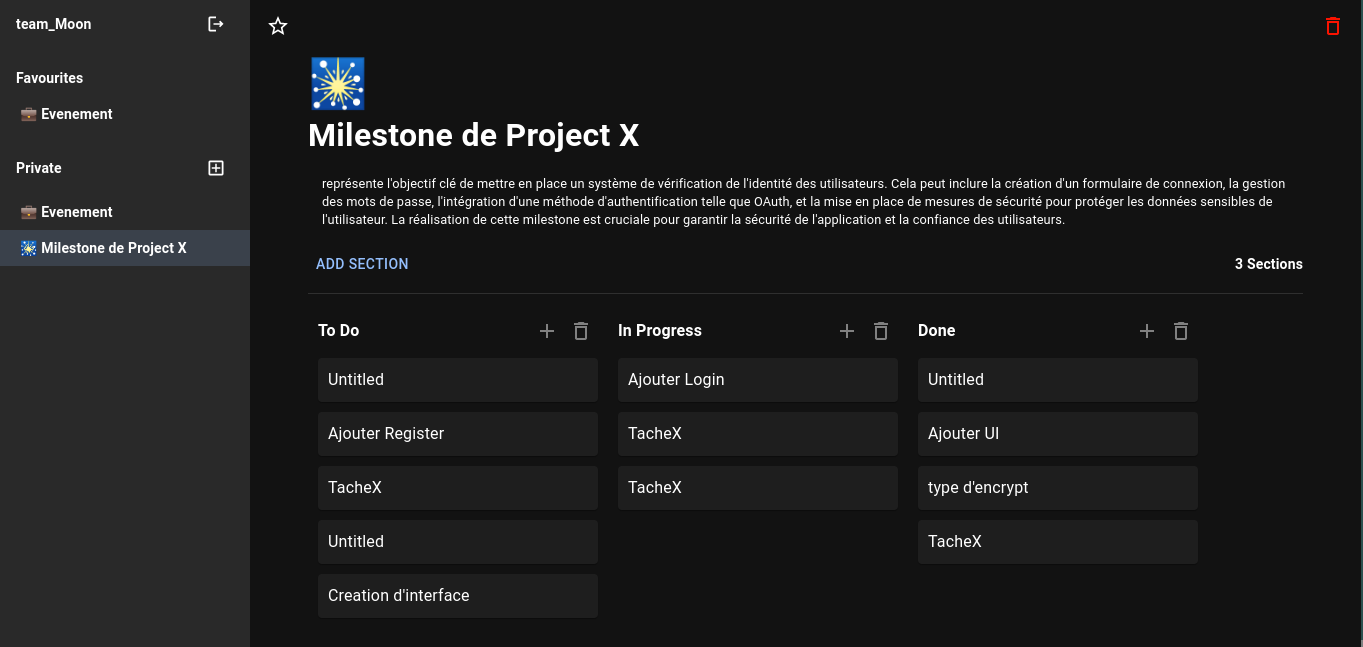 team_Moon
Favourites
Evenement
Private
Evenement
Milestone de Project X
Milestone de Project X
représente l'objectif clé de mettre en place un système de vérification de l'identité des utilisateurs. Cela peut inclure la création d'un formulaire de connexion, la gestion
des mots de passe, l'intégration d'une méthode d'authentification telle que OAuth, et la mise en place de mesures de sécurité pour protéger les données sensibles de
l'utilisateur. La réalisation de cette milestone est cruciale pour garantir la sécurité de l'application et la confiance des utilisateurs.
ADD SECTION
3 Sections
To Do
Untitled
Ajouter Register
TacheX
Untitled
Creation d'interface
In Progress
Ajouter Login
TacheX
TacheX
Done
Untitled
Ajouter UI
type d'encrypt
TacheX